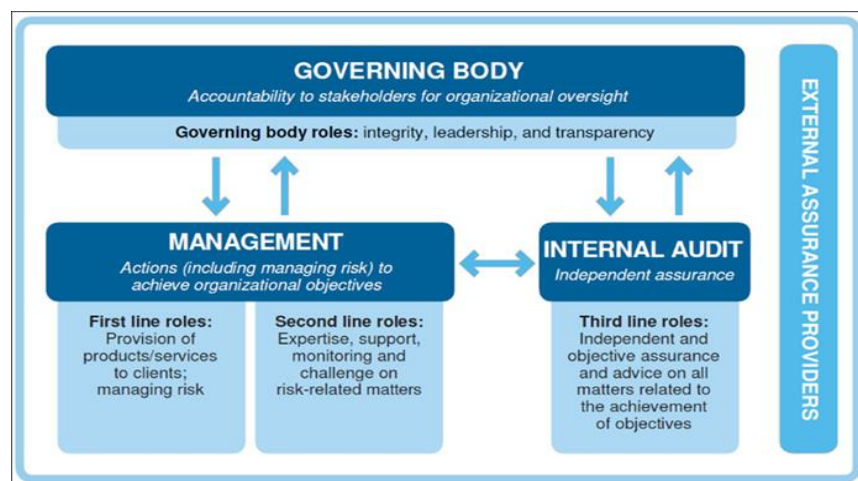 GOVERNING BODY
Accountability to stakeholders for organizational oversight
Governing body roles: integrity, leadership, and transparency
MANAGEMENT
Actions (including managing risk) to
achieve organizational objectives
First line roles:
Provision of
products/services
to clients;
managing risk
Second line roles:
Expertise, support,
monitoring and
challenge on
risk-related matters
INTERNAL AUDIT
Independent assurance
Third line roles:
Independent and
objective assurance
and advice on all
matters related to
the achievement
of objectives
EXTERNAL ASSURANCE PROVIDERS